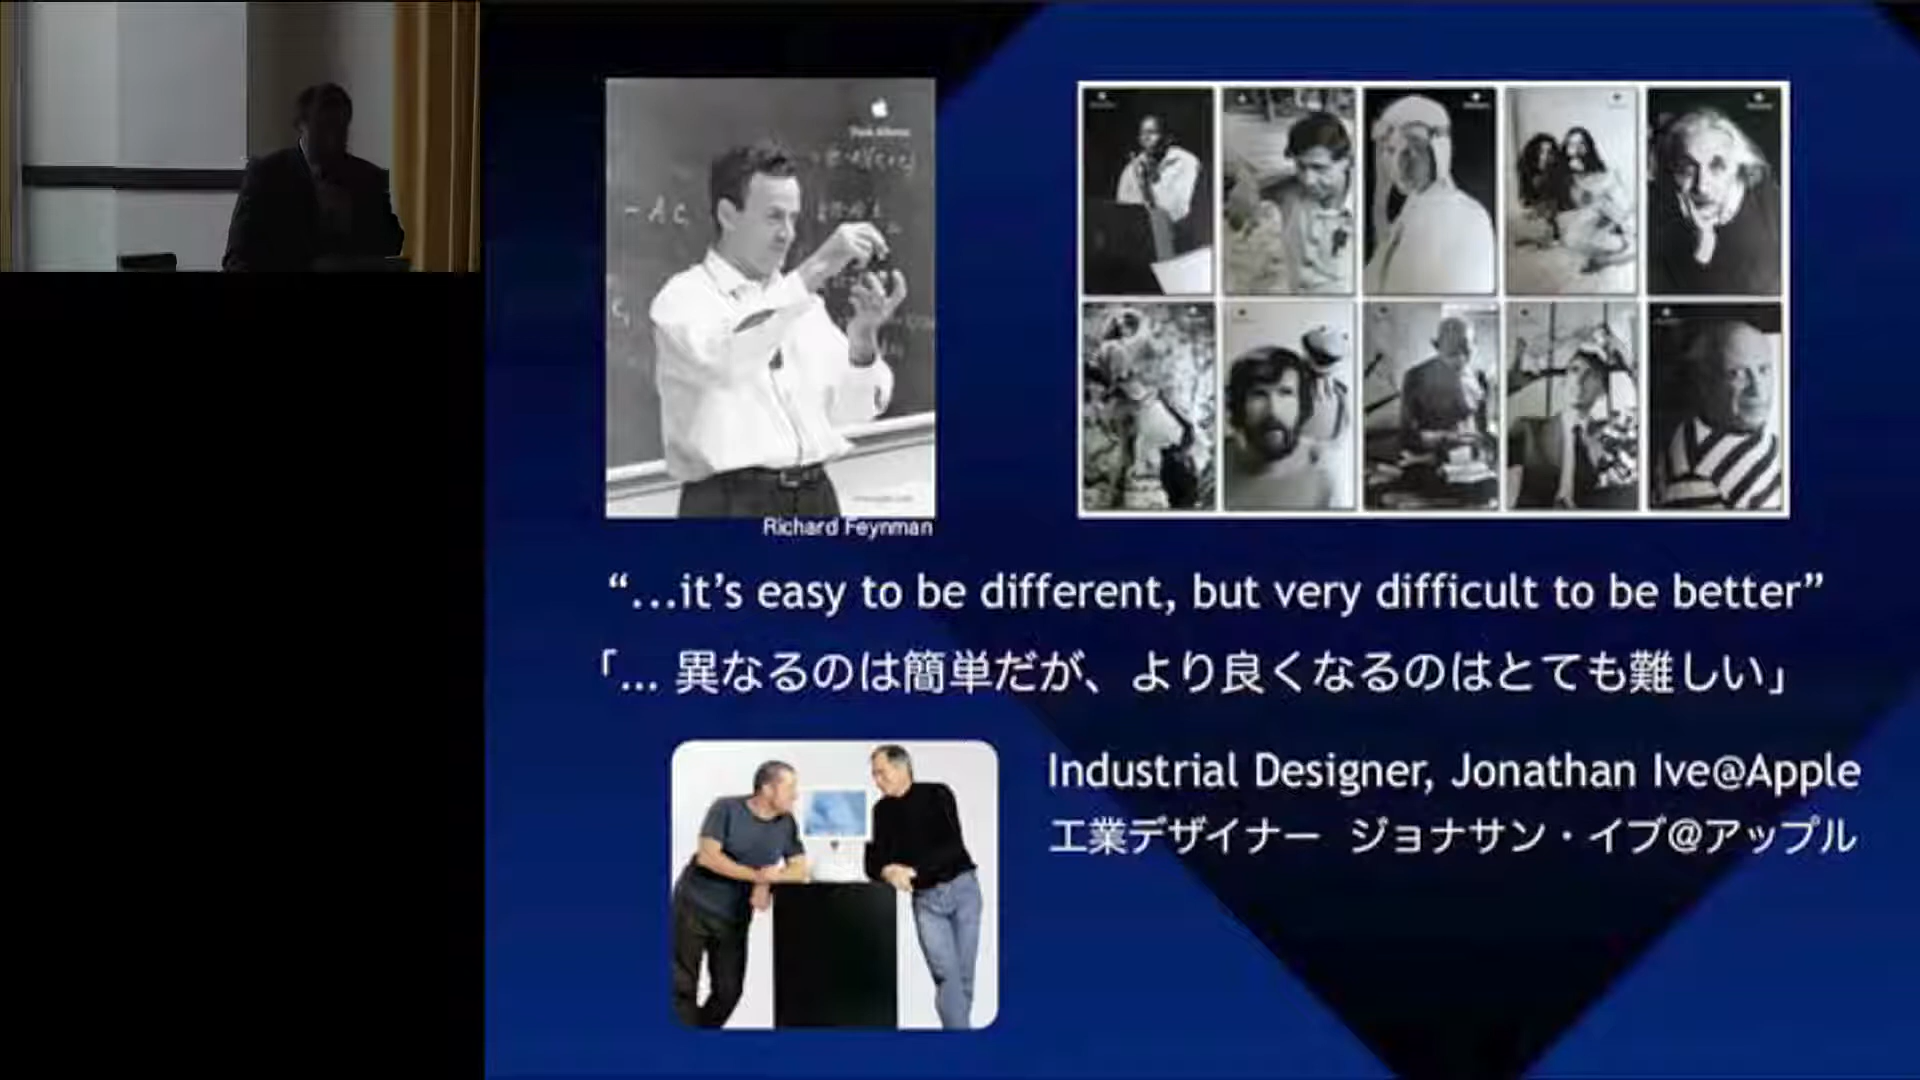 Think different.
- AC
Richard Feynman
“...it’s easy to be different, but very difficult to be better”
「... 異なるのは簡単だが、より良くなるのはとても難しい」
Industrial Designer, Jonathan Ive@Apple
工業デザイナー ジョナサン・イブ@アップル